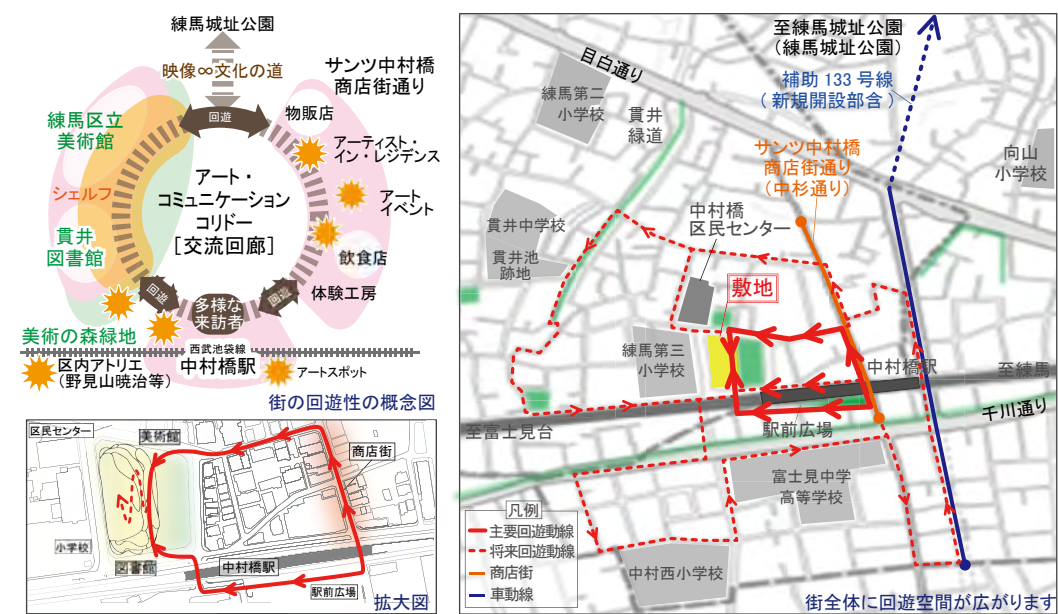 練馬城址公園
映像∞文化の道
サンツ中村橋
商店街通り
回遊
物販店
練馬区立
美術館
アーティスト・
イン・レジデンス
シェルフ
アート・
コミュニケーション
コリドー
[交流回廊]
アート
イベント
貫井
図書館
飲食店
体験工房
回遊
回遊
多様な
来訪者
美術の森緑地
西武池袋線
中村橋駅
区内アトリエ
(野見山暁治等)
アートスポット
街の回遊性の概念図
区民センター
美術館
商店街
小学校
図書館
中村橋駅
駅前広場
拡大図
至練馬城址公園
(練馬城址公園)
目白通り
補助133号線
(新規開設部含)
練馬第二
小学校
貫井
緑道
サンツ中村橋
商店街通り
(中杉通り)
向山
小学校
貫井中学校
中村橋
区民センター
貫井池
跡地
敷地
練馬第三
小学校
中村橋駅
至練馬
千川通り
至富士見台
駅前広場
富士見中学
高等学校
凡例
主要回遊動線
将来回遊動線
商店街
車動線
中村西小学校
街全体に回遊空間が広がります